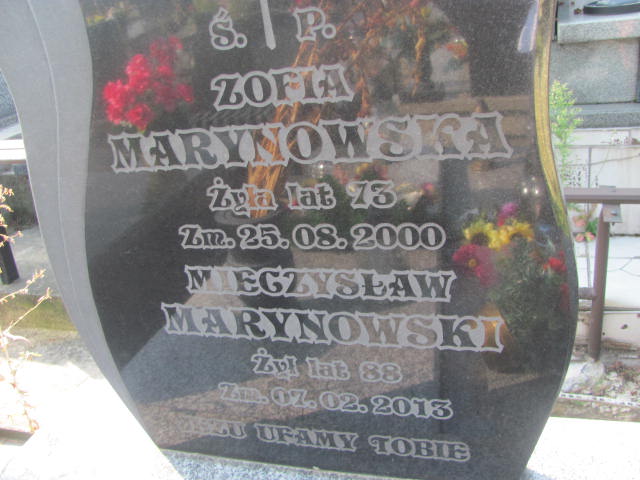 Ś. P.
ZOFIA
MARYNOWSKA
Żyła lat 73
Zm. 25.08.2000
MIECZYSŁAW
MARYNOWSKI
Żył lat 88
Zm. 07.02.2013
UFAMY TOBIE